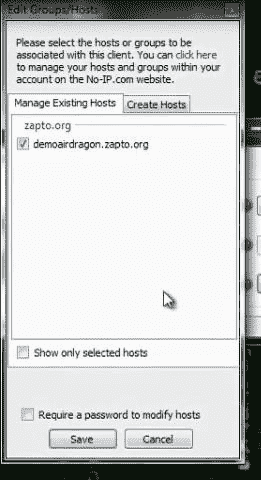 Edit Groups/Hosts
Please select the hosts or groups to be
associated with this client. You can click here
to manage your hosts and groups within your
account on the No-IP.com website.
Manage Existing Hosts
Create Hosts
zapto.org
demoairdragon.zapto.org
Show only selected hosts
Require a password to modify hosts
Save
Cancel